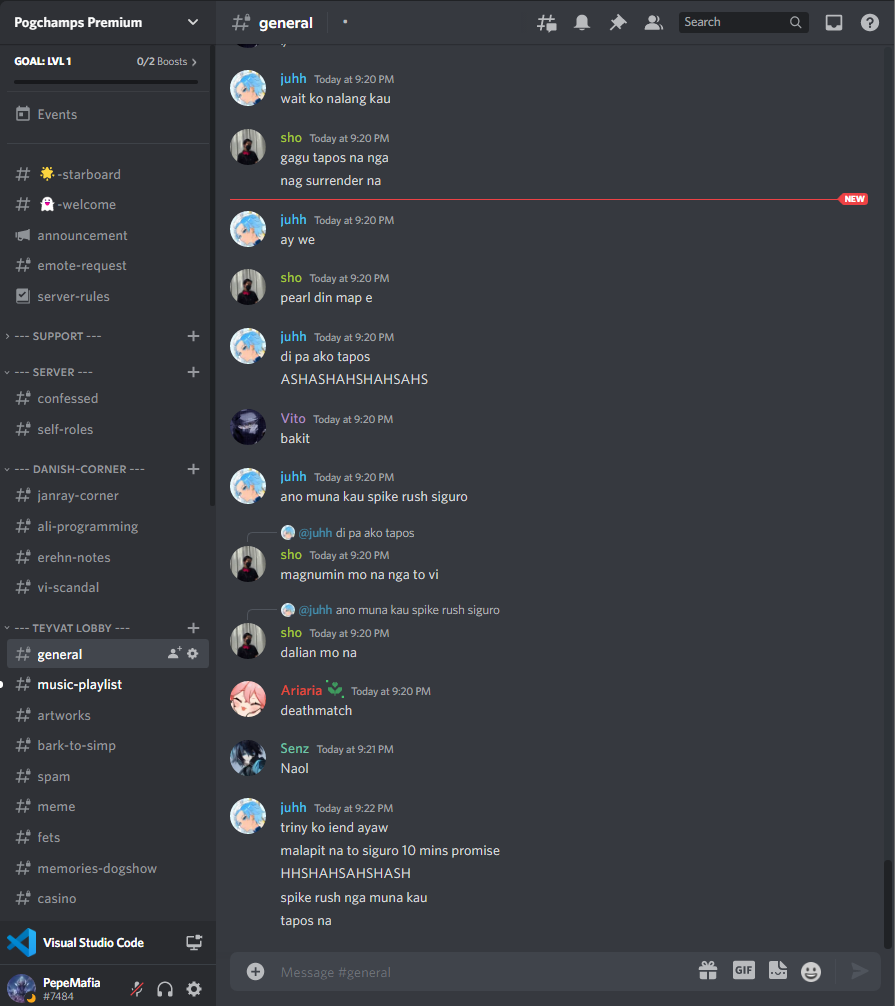 Pogchamps Premium
general
Search
GOAL: LVL 1
0/2 Boosts
Events
-starboard
-welcome
announcement
emote-request
server-rules
--- SUPPORT ---
--- SERVER ---
confessed
self-roles
--- DANISH-CORNER ---
janray-corner
ali-programming
erehn-notes
vi-scandal
--- TEYVAT LOBBY ---
general
music-playlist
artworks
bark-to-simp
spam
meme
fets
memories-dogshow
casino
Visual Studio Code
PepeMafia
#7484
juhh Today at 9:20 PM
wait ko nalang kau
sho Today at 9:20 PM
gagu tapos na nga
nag surrender na
NEW
juhh Today at 9:20 PM
ay we
sho Today at 9:20 PM
pearl din map e
juhh Today at 9:20 PM
di pa ako tapos
ASHASHAHSHAHSAHS
Vito Today at 9:20 PM
bakit
juhh Today at 9:20 PM
ano muna kau spike rush siguro
@juhh di pa ako tapos
sho Today at 9:20 PM
magnumin mo na nga to vi
@juhh ano muna kau spike rush siguro
sho Today at 9:20 PM
dalian mo na
Ariaria Today at 9:20 PM
deathmatch
Senz Today at 9:21 PM
Naol
juhh Today at 9:22 PM
triny ko iend ayaw
malapit na to siguro 10 mins promise
HHSHAHSAHSHASH
spike rush nga muna kau
tapos na
Message #general
GIF